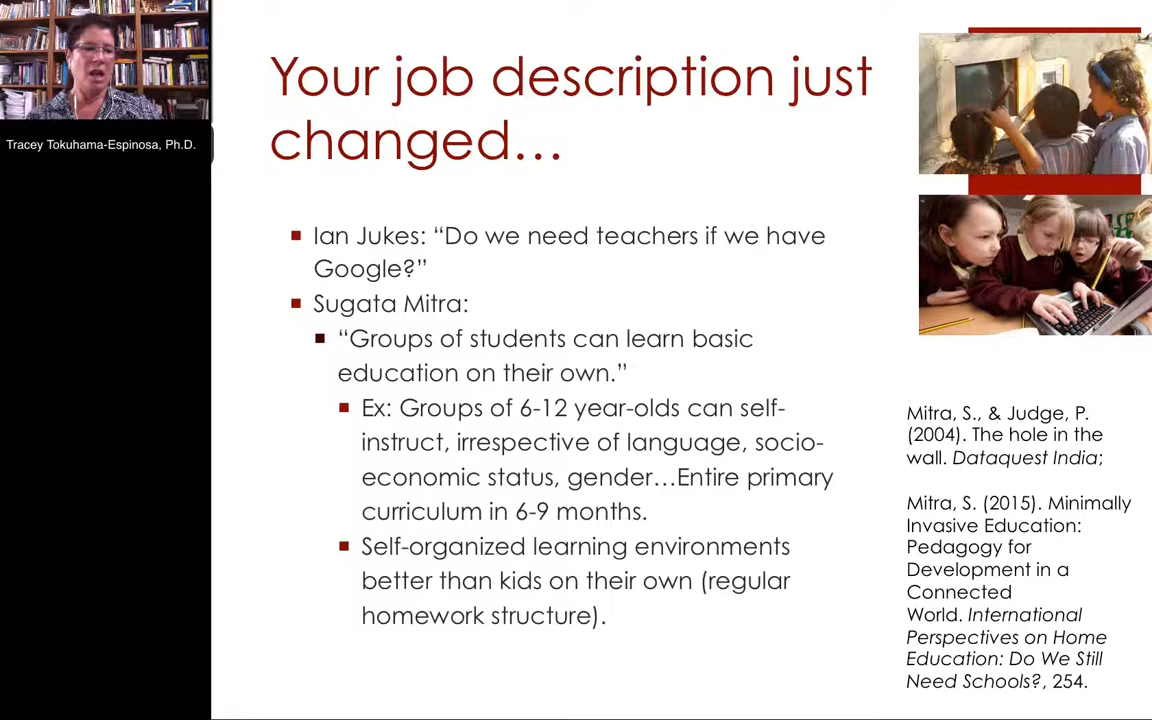 Tracey Tokuhama-Espinosa, Ph.D.
Your job description just
changed…
Ian Jukes: “Do we need teachers if we have
Google?”
Sugata Mitra:
“Groups of students can learn basic
education on their own.”
Ex: Groups of 6-12 year-olds can self-
instruct, irrespective of language, socio-
economic status, gender…Entire primary
curriculum in 6-9 months.
Self-organized learning environments
better than kids on their own (regular
homework structure).
Mitra, S., & Judge, P.
(2004). The hole in the
wall. Dataquest India;
Mitra, S. (2015). Minimally
Invasive Education:
Pedagogy for
Development in a
Connected
World. International
Perspectives on Home
Education: Do We Still
Need Schools?, 254.